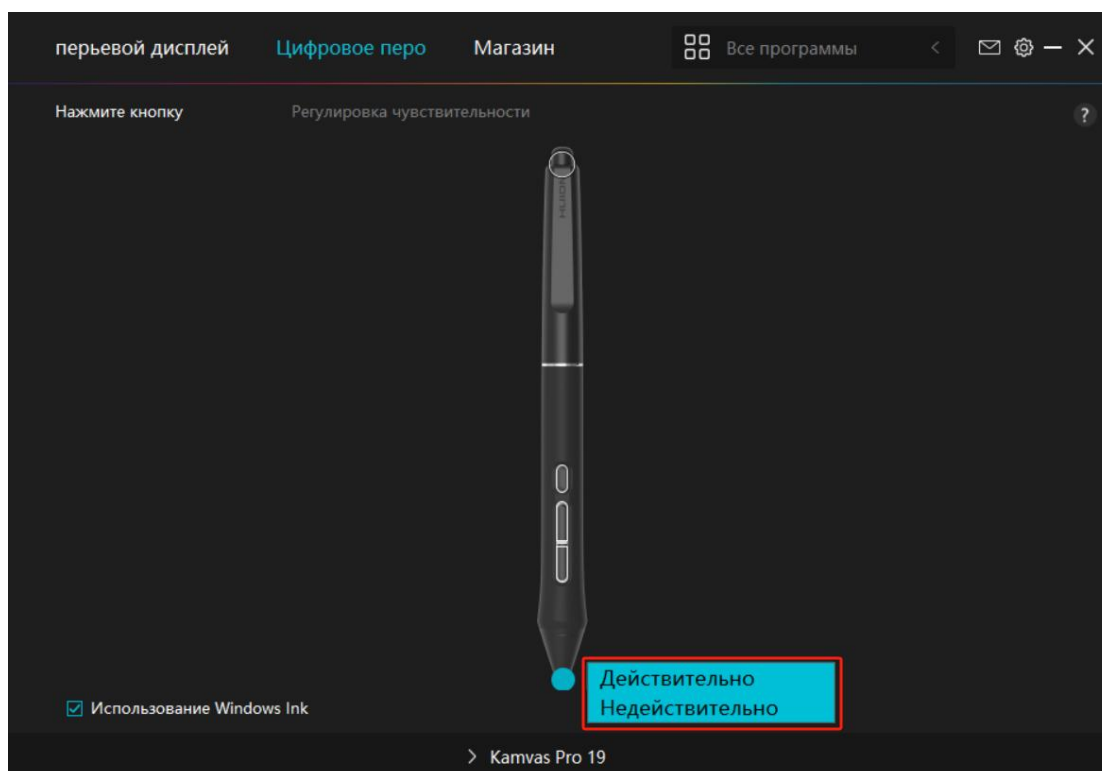 перьевой дисплей Цифровое перо Магазин Все программы
Нажмите кнопку Регулировка чувствительности ?
HUION
Действительно
Недействительно
Использование Windows Ink
Kamvas Pro 19